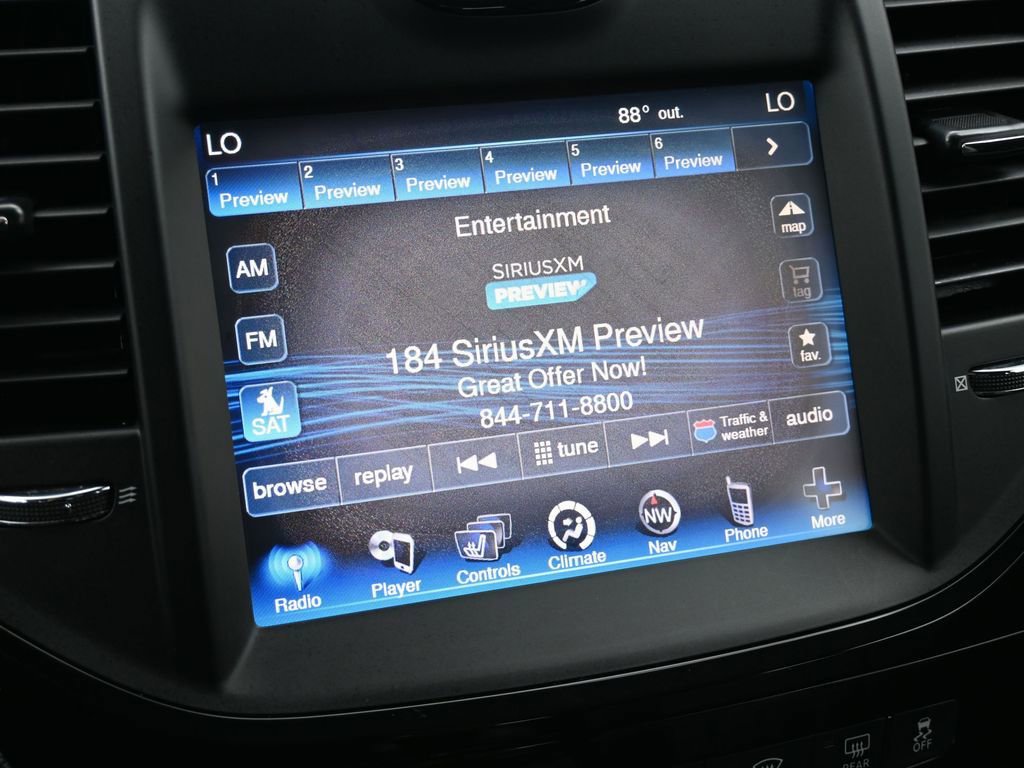 LO
88° out.
LO
1 Preview
2 Preview
3 Preview
4 Preview
5 Preview
6 Preview
>
Entertainment
map
AM
SIRIUSXM
PREVIEW
tag
FM
184 SiriusXM Preview
fav.
Great Offer Now!
SAT
844-711-8800
browse
replay
tune
Traffic &
weather
audio
Radio
Player
Controls
Climate
NW
Nav
Phone
More
REAR
OFF